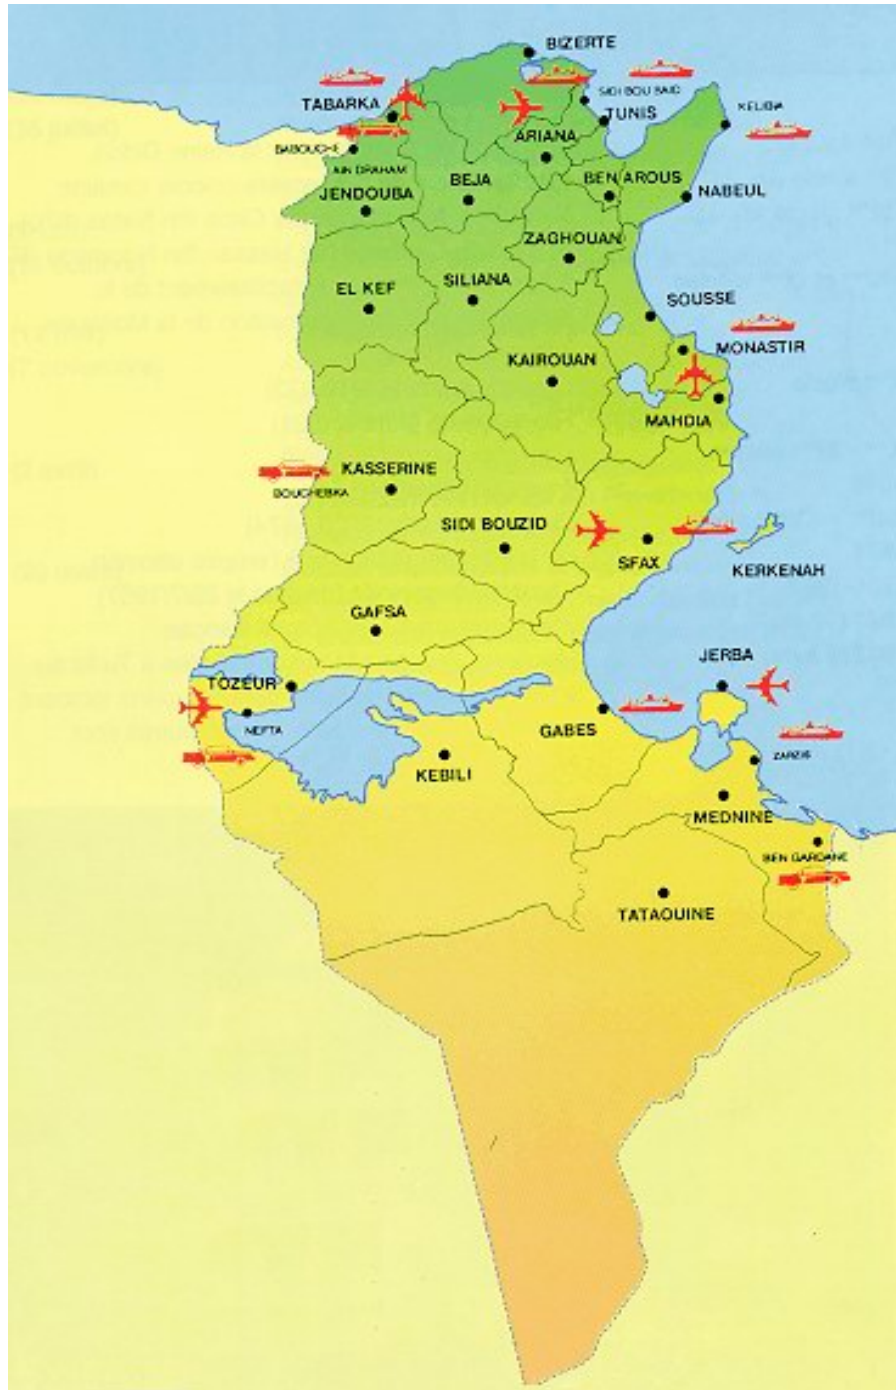 BIZERTE
SIDI BOU SAID
TABARKA
TUNIS
KELIBIA
ARIANA
BABOUCHE
AIN DRAHAM
JENDOUBA
BEJA
BEN AROUS
NABEUL
ZAGHOUAN
EL KEF
SILIANA
SOUSSE
KAIROUAN
MONASTIR
MAHDIA
KASSERINE
BOUCHEBKA
SIDI BOUZID
SFAX
KERKENAH
GAFSA
JERBA
TOZEUR
NEFTA
GABES
KEBILI
ZARZIS
MEDNINE
BEN GARDANE
TATAOUINE